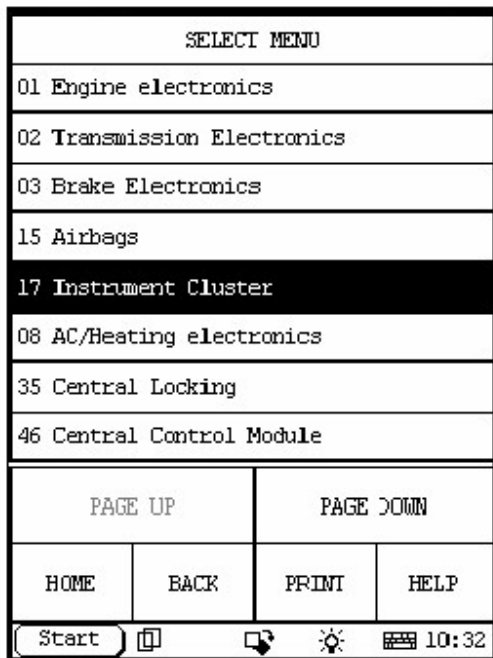 SELECT MENU
01 Engine electronics
02 Transmission Electronics
03 Brake Electronics
15 Airbags
17 Instrument Cluster
08 AC/Heating electronics
35 Central Locking
46 Central Control Module
PAGE UP PAGE DOWN
HOME BACK PRINT HELP
Start 10:32